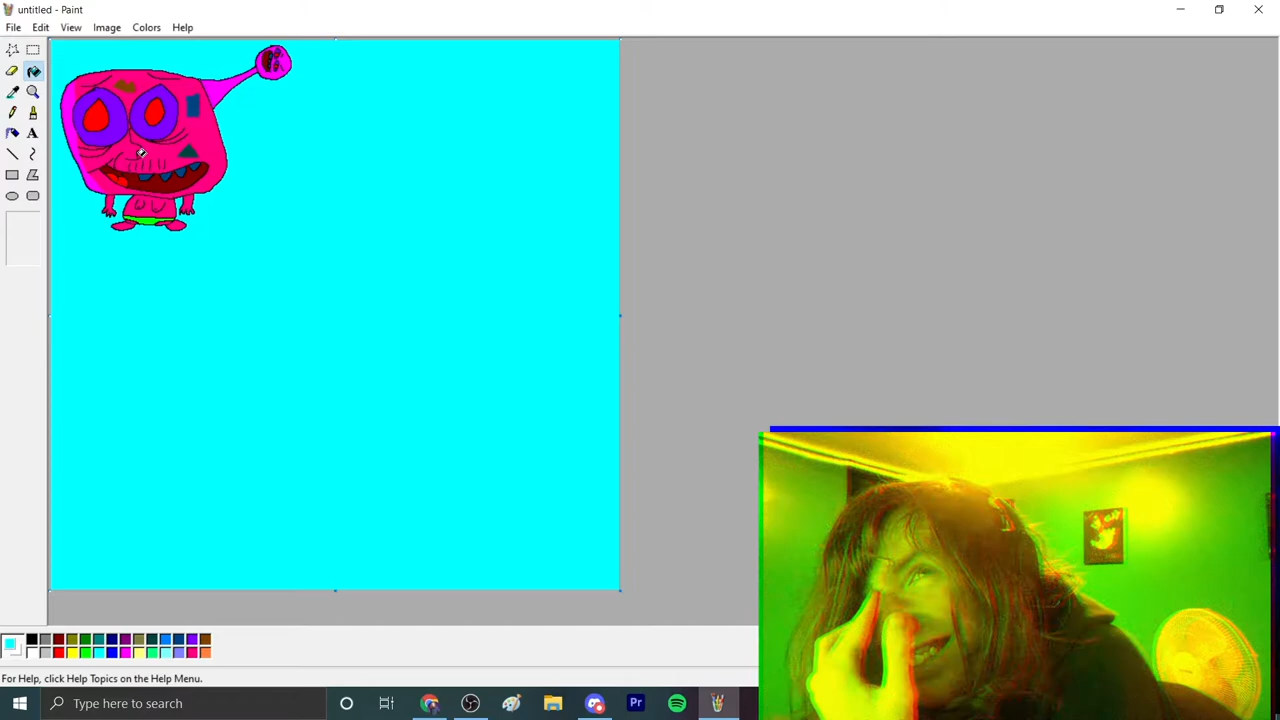 untitled - Paint
File Edit View Image Colors Help
A
For Help, click Help Topics on the Help Menu.
Type here to search
Pr